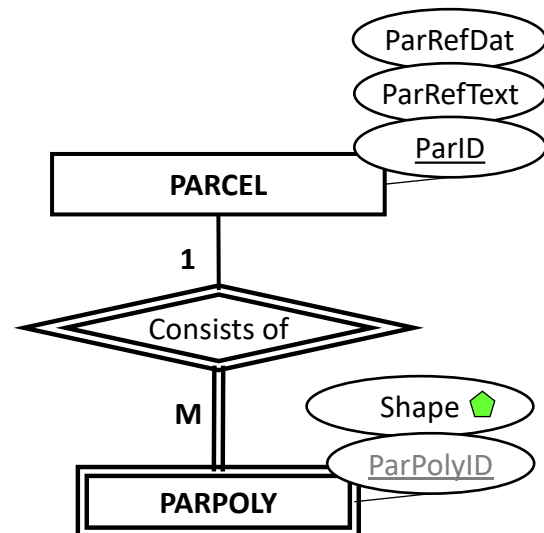 ParRefDat
ParRefText
ParID
PARCEL
1
Consists of
M
Shape
ParPolyID
PARPOLY